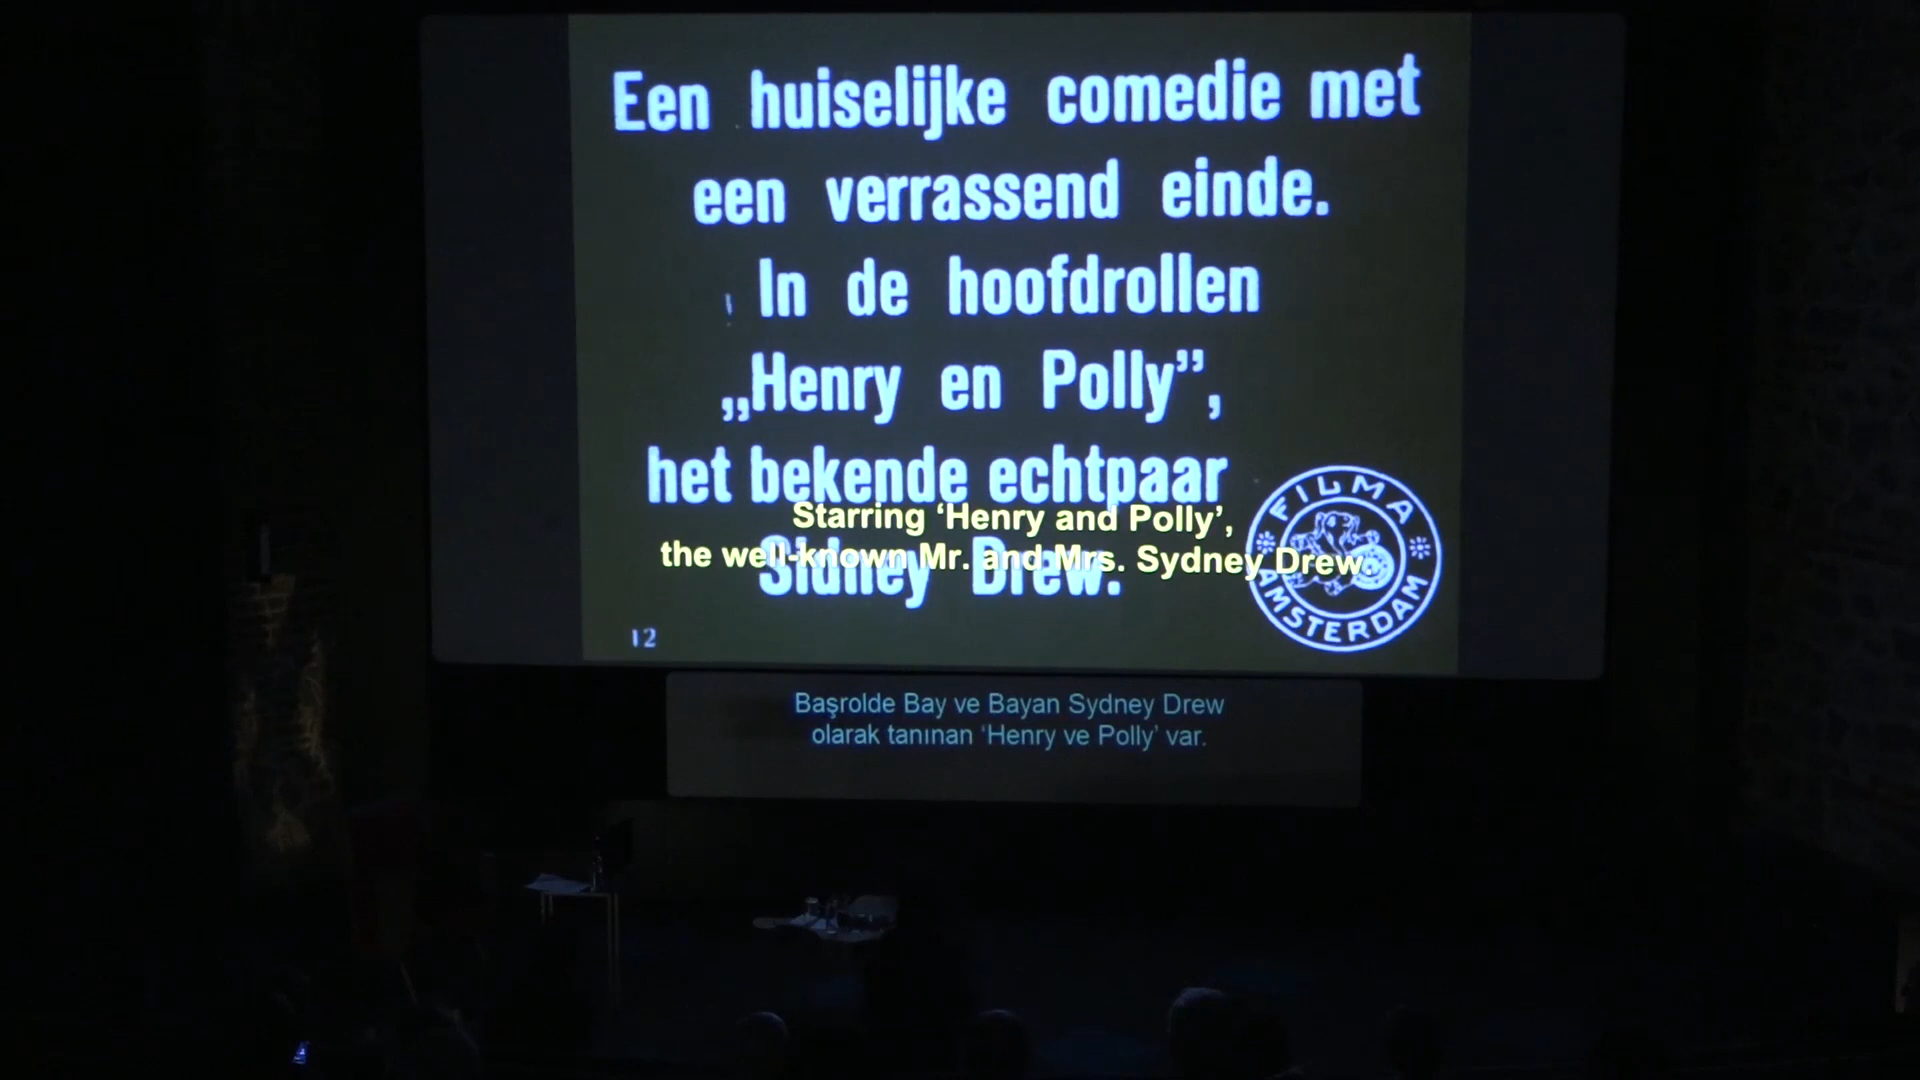 Een huiselijke comedie met
een verrassend einde.
In de hoofdrollen
„Henry en Polly”,
het bekende echtpaar
Sidney Drew.
Starring ‘Henry and Polly’,
the well-known Mr. and Mrs. Sydney Drew.
FILMA
AMSTERDAM
12
Başrolde Bay ve Bayan Sydney Drew
olarak tanınan ‘Henry ve Polly’ var.